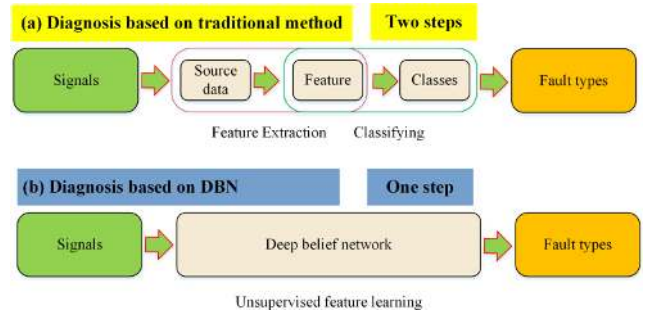 (a) Diagnosis based on traditional method Two steps
Signals Source data Feature Classes Fault types
Feature Extraction Classifying
(b) Diagnosis based on DBN One step
Signals Deep belief network Fault types
Unsupervised feature learning